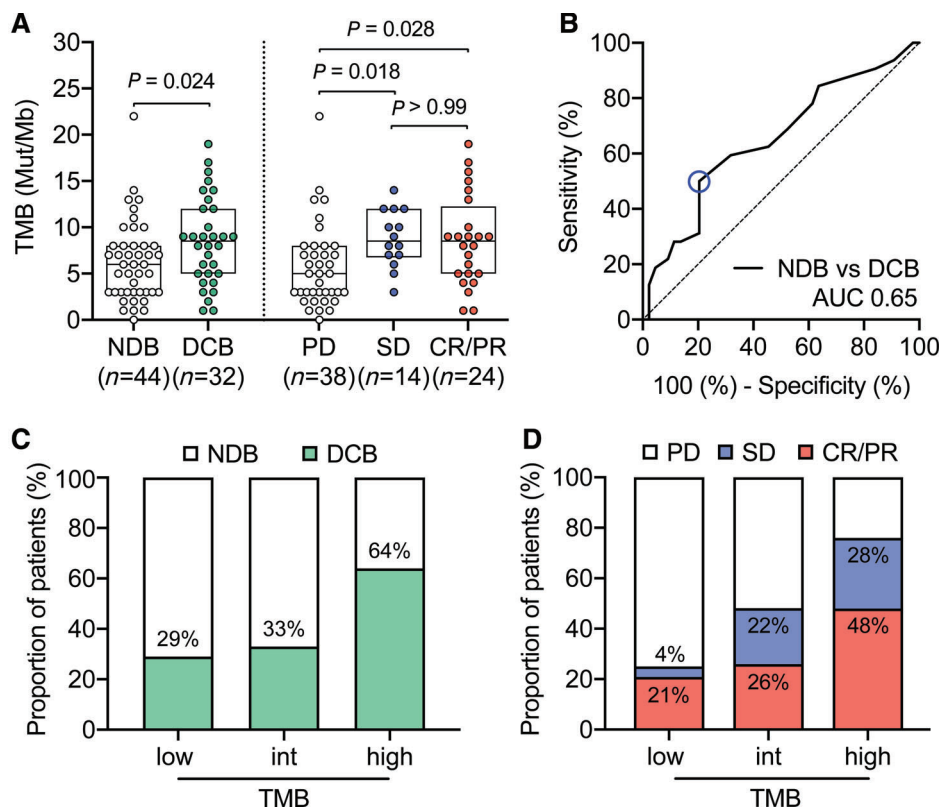 A
TMB (Mut/Mb)
30
25
20
15
10
5
0
P = 0.024
P = 0.028
P = 0.018
P > 0.99
NDB DCB PD SD CR/PR
(n=44) (n=32) (n=38) (n=14) (n=24)
B
Sensitivity (%)
100
80
60
40
20
0
NDB vs DCB
AUC 0.65
0 20 40 60 80 100
100 (%) - Specificity (%)
C
NDB DCB
Proportion of patients (%)
100
80
60
40
20
0
29%
33%
64%
low int high
TMB
D
PD SD CR/PR
Proportion of patients (%)
100
80
60
40
20
0
4%
21%
22%
26%
28%
48%
low int high
TMB